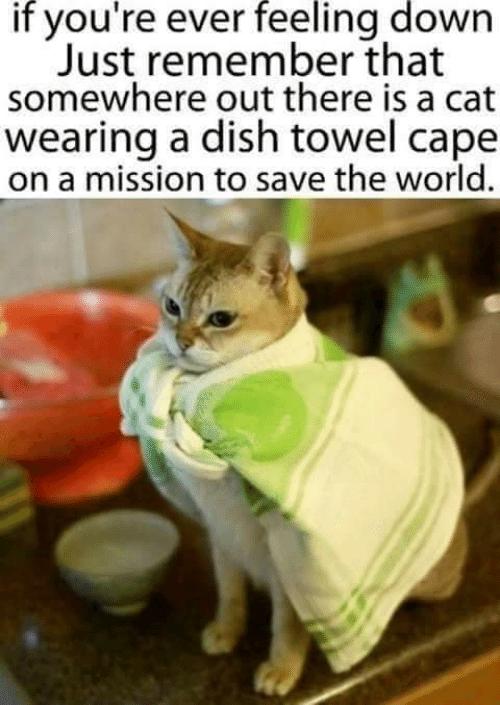 if you're ever feeling down
Just remember that
somewhere out there is a cat
wearing a dish towel cape
on a mission to save the world.